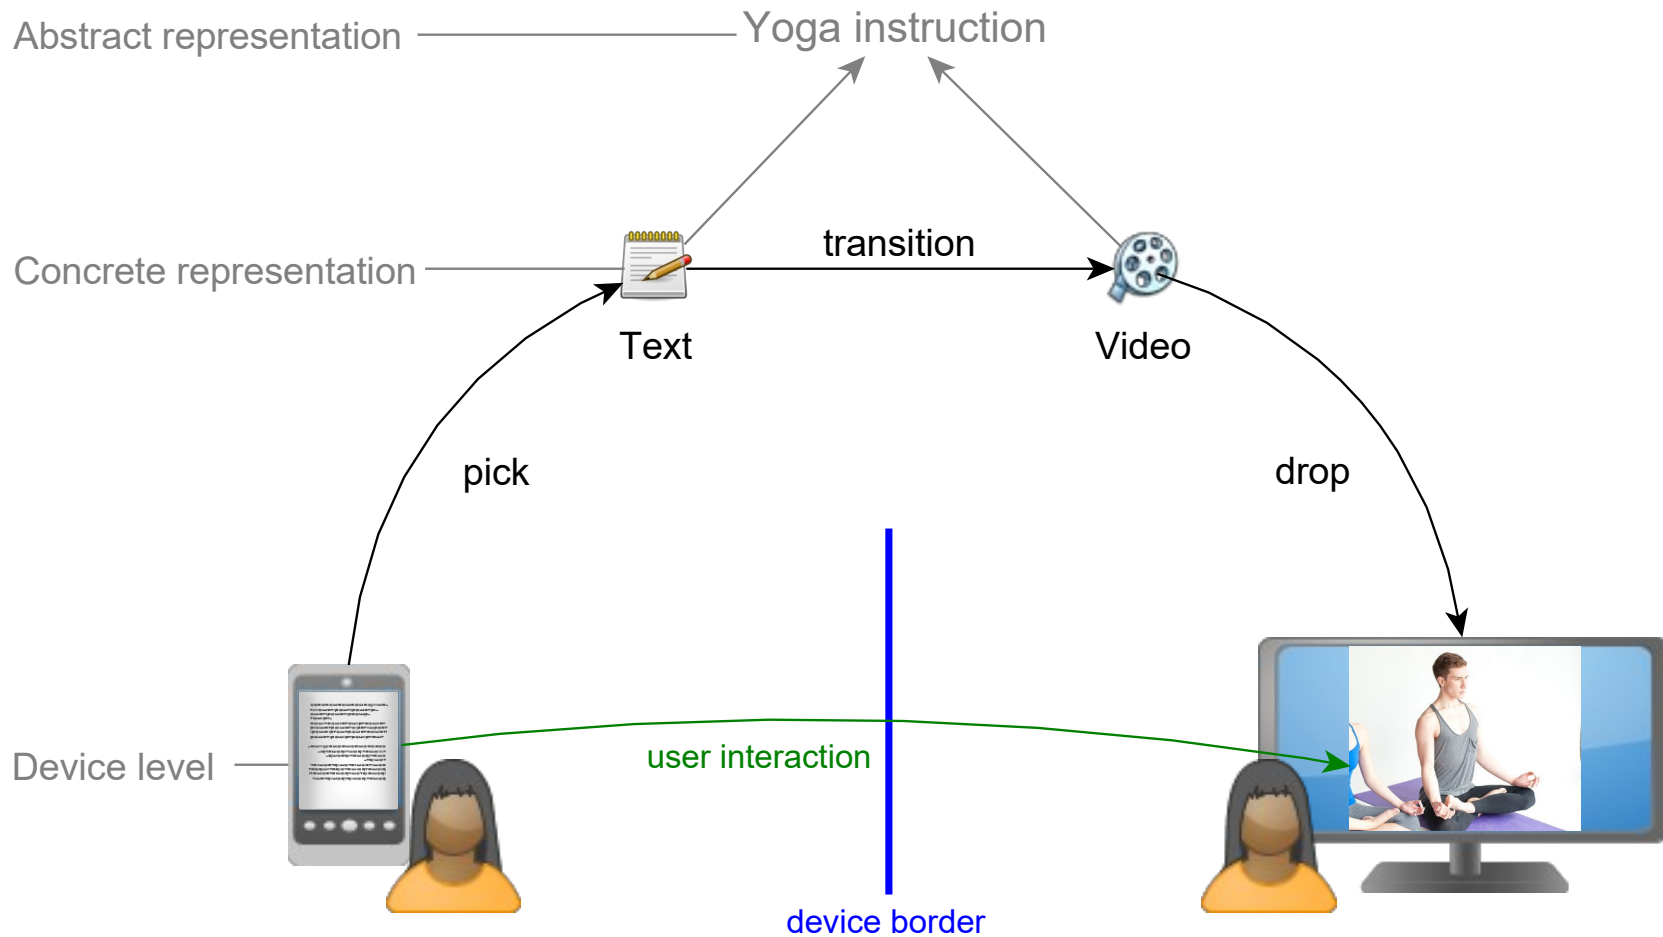 Abstract representation
Yoga instruction
transition
Concrete representation
Text
Video
pick
drop
user interaction
Device level
device border